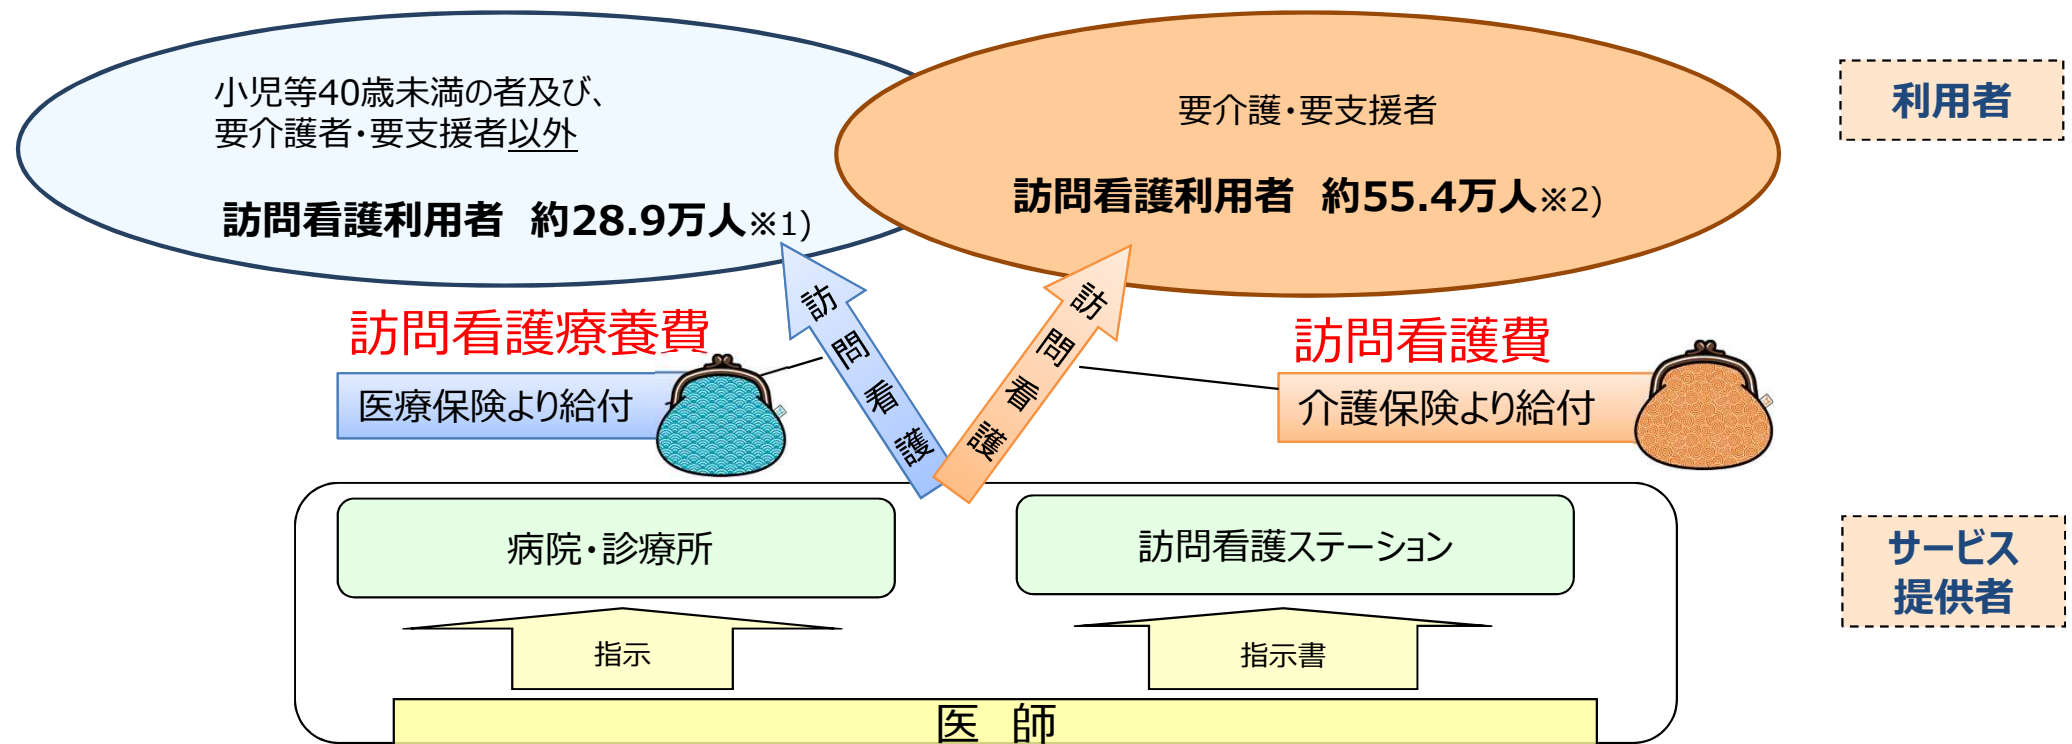 小児等40歳未満の者及び、
要介護者・要支援者以外
訪問看護利用者　約28.9万人※1)
要介護・要支援者
訪問看護利用者　約55.4万人※2)
利用者
訪問看護療養費
医療保険より給付
訪問看護
訪問看護
訪問看護費
介護保険より給付
病院・診療所
訪問看護ステーション
サービス
提供者
指示
指示書
医　師